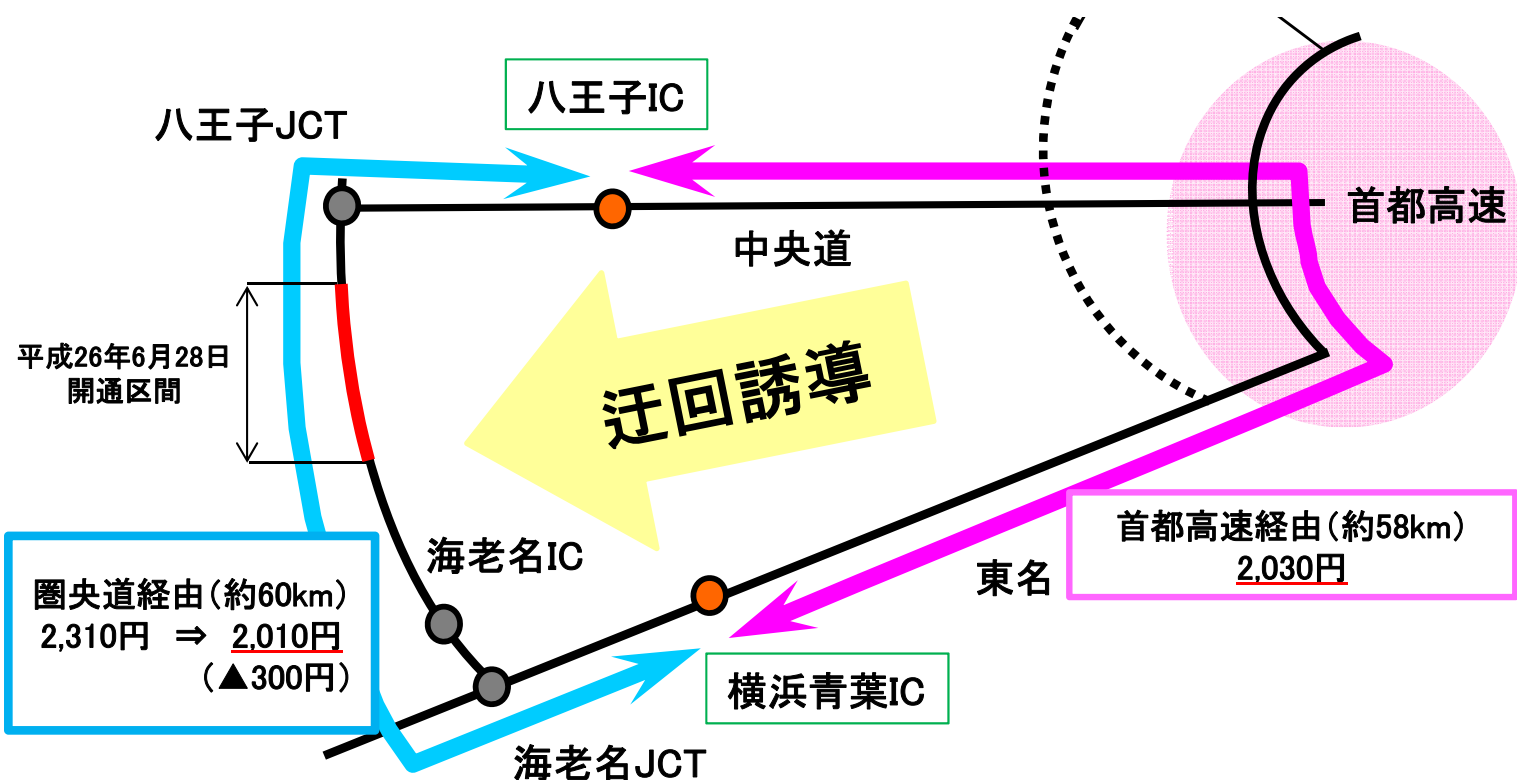 八王子IC
八王子JCT
首都高速
中央道
平成26年6月28日
開通区間
迂回誘導
首都高速経由(約58km)
2,030円
海老名IC
東名
圏央道経由(約60km)
2,310円 ⇒ 2,010円
(▲300円)
横浜青葉IC
海老名JCT